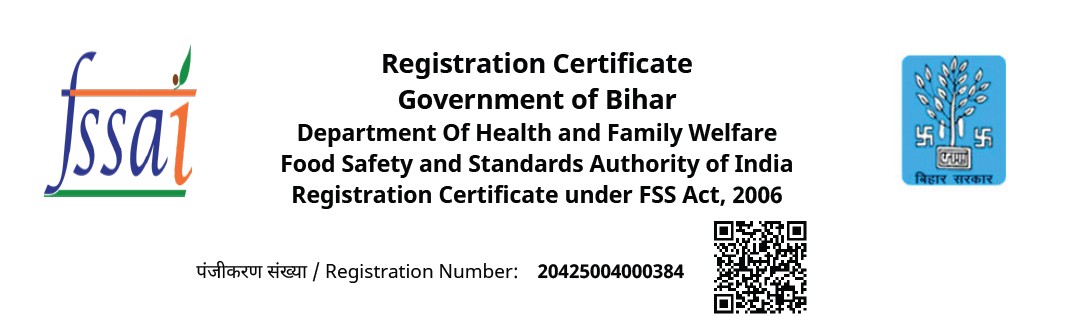 fssai
Registration Certificate
Government of Bihar
Department Of Health and Family Welfare
Food Safety and Standards Authority of India
Registration Certificate under FSS Act, 2006
बिहार सरकार
पंजीकरण संख्या / Registration Number: 20425004000384